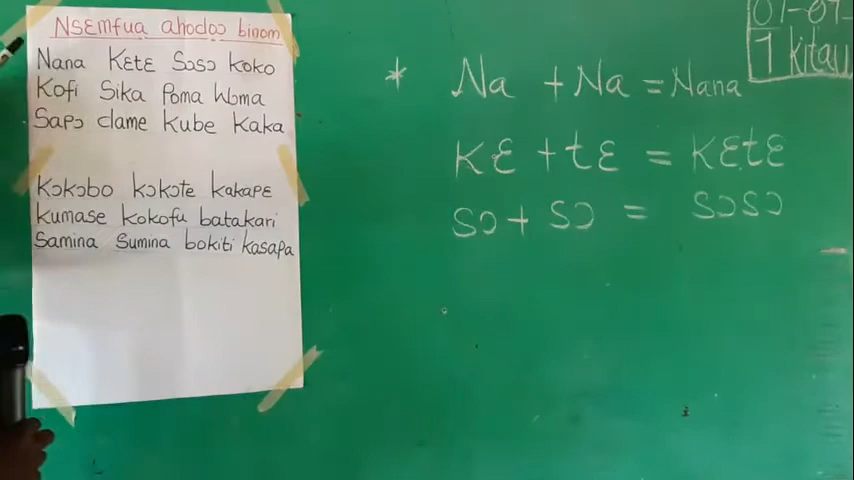 Nsɛmfua ahodoɔ binom
Nana Kɛtɛ Sɔsɔ Koko
Kofi Sika Poma Woma
Sapɔ dame Kube Kaka
Kɔkɔbo kɔkɔte kakapɛ
kumase kokofu batakari
Samina Sumina bokiti kasapa
* Na + Na = Nana
Kɛ + tɛ = Kɛtɛ
Sɔ + Sɔ = Sɔsɔ
1 kitau